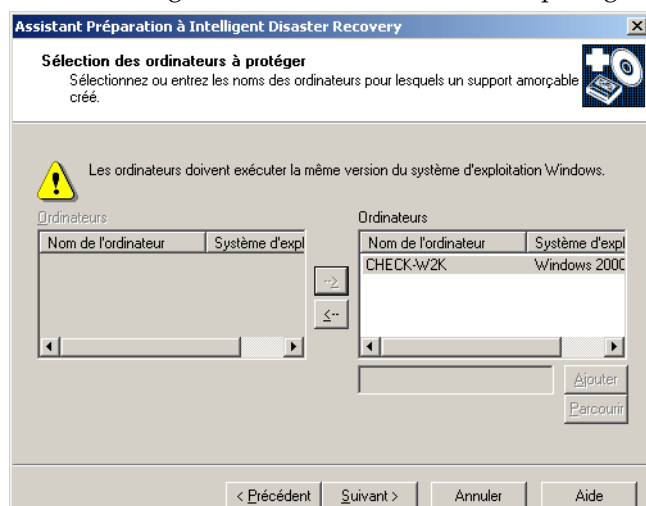 Assistant Préparation à Intelligent Disaster Recovery
Sélection des ordinateurs à protéger
Sélectionnez ou entrez les noms des ordinateurs pour lesquels un support amorçable
créé.
Les ordinateurs doivent exécuter la même version du système d'exploitation Windows.
Ordinateurs
Nom de l'ordinateur Système d'expl
Ordinateurs
Nom de l'ordinateur Système d'expl
CHECK-W2K Windows 2000
-->
<--
Ajouter
Parcourir
< Précédent Suivant > Annuler Aide